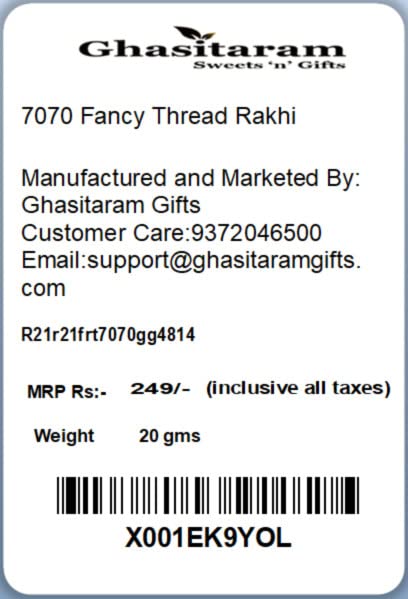 Ghasitaram
Sweets 'n' Gifts
7070 Fancy Thread Rakhi
Manufactured and Marketed By:
Ghasitaram Gifts
Customer Care:9372046500
Email:support@ghasitaramgifts.
com
R21r21frt7070gg4814
MRP Rs:- 249/- (inclusive all taxes)
Weight 20 gms
X001EK9YOL